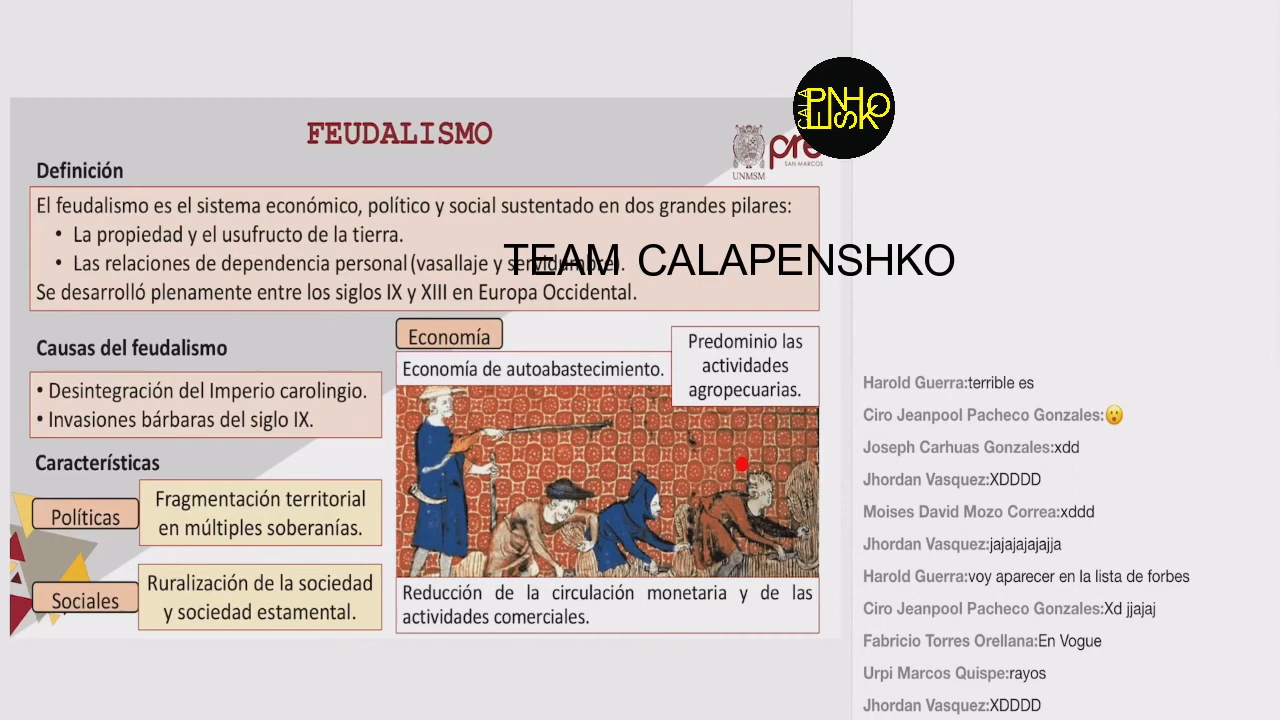 FEUDALISMO
CALA
PENHO
ESK
pre
SAN MARCOS
UNMSM
Definición
El feudalismo es el sistema económico, político y social sustentado en dos grandes pilares:
• La propiedad y el usufructo de la tierra.
• Las relaciones de dependencia personal (vasallaje y servidumbre).
TEAM CALAPENSHKO
Se desarrolló plenamente entre los siglos IX y XIII en Europa Occidental.
Causas del feudalismo
• Desintegración del Imperio carolingio.
• Invasiones bárbaras del siglo IX.
Características
Políticas
Fragmentación territorial
en múltiples soberanías.
Sociales
Ruralización de la sociedad
y sociedad estamental.
Economía
Economía de autoabastecimiento.
Predominio las
actividades
agropecuarias.
Reducción de la circulación monetaria y de las
actividades comerciales.
Harold Guerra:terrible es
Ciro Jeanpool Pacheco Gonzales:😮
Joseph Carhuas Gonzales:xdd
Jhordan Vasquez:XDDDD
Moises David Mozo Correa:xddd
Jhordan Vasquez:jajajajajajja
Harold Guerra:voy aparecer en la lista de forbes
Ciro Jeanpool Pacheco Gonzales:Xd jjajaj
Fabricio Torres Orellana:En Vogue
Urpi Marcos Quispe:rayos
Jhordan Vasquez:XDDDD